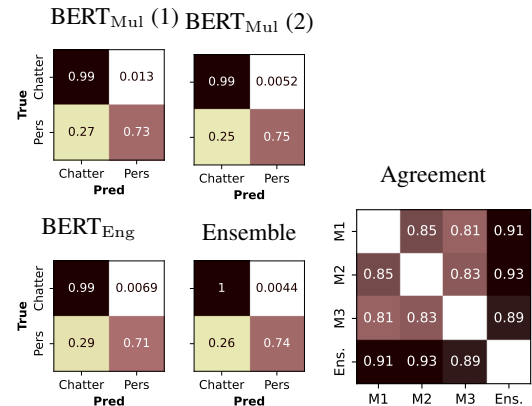 BERT_Mul (1)
BERT_Mul (2)
True
Chatter
0.99 0.013
Pers
0.27 0.73
Chatter Pers
Pred
0.99 0.0052
0.25 0.75
Chatter Pers
Pred
BERT_Eng
Ensemble
True
Chatter
0.99 0.0069
Pers
0.29 0.71
Chatter Pers
Pred
1 0.0044
0.26 0.74
Chatter Pers
Pred
Agreement
M1
0.85 0.81 0.91
M2
0.85 0.83 0.93
M3
0.81 0.83 0.89
Ens.
0.91 0.93 0.89
M1 M2 M3 Ens.